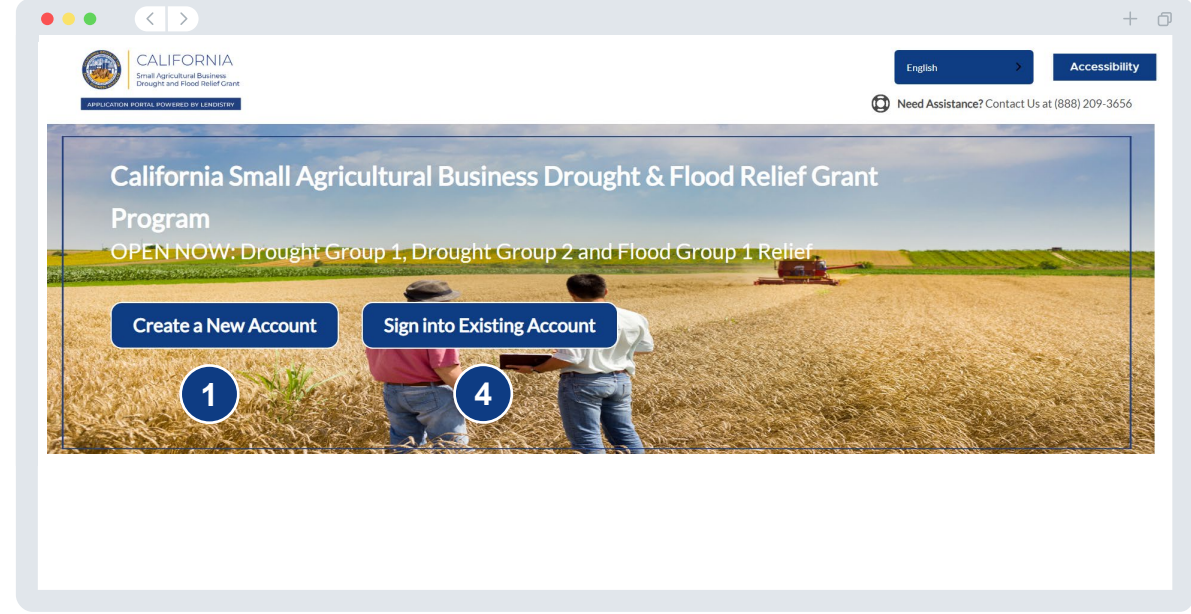 CALIFORNIA
Small Agricultural Business
Drought and Flood Relief Grant
APPLICATION PORTAL POWERED BY LENDISTRY
English
Accessibility
Need Assistance? Contact Us at (888) 209-3656
California Small Agricultural Business Drought & Flood Relief Grant
Program
OPEN NOW: Drought Group 1, Drought Group 2 and Flood Group 1 Relief
Create a New Account
Sign into Existing Account
1
4